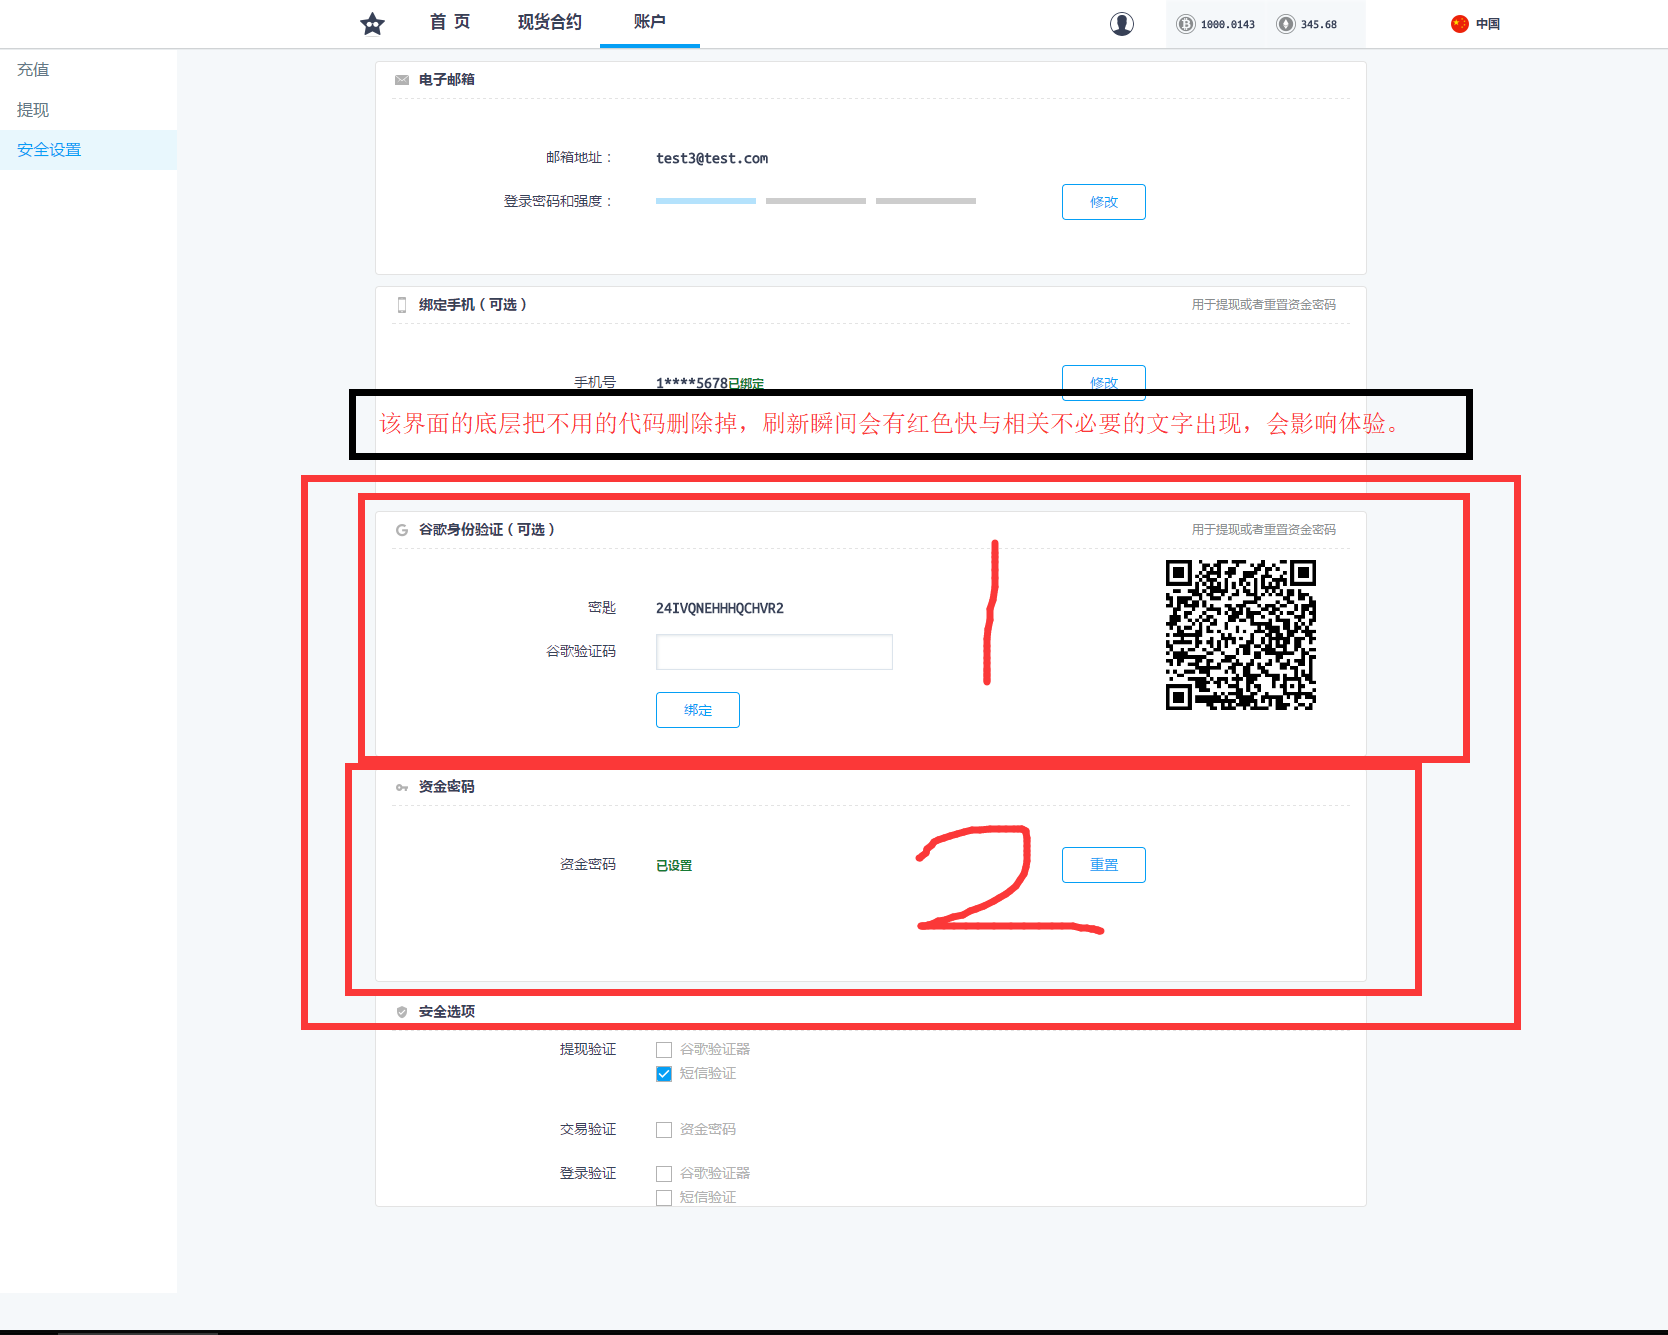 首 页 现货合约 账户 1000.0143 345.68 中国
充值
提现
安全设置
电子邮箱
邮箱地址： test3@test.com
登录密码和强度： 修改
绑定手机（可选） 用于提现或者重置资金密码
手机号 1****5678已绑定 修改
该界面的底层把不用的代码删除掉，刷新瞬间会有红色快与相关不必要的文字出现，会影响体验。
谷歌身份验证（可选） 用于提现或者重置资金密码
1
密匙 24IVQNEHHHQCHVR2
谷歌验证码
绑定
资金密码
2
资金密码 已设置 重置
安全选项
提现验证 谷歌验证器
短信验证
交易验证 资金密码
登录验证 谷歌验证器
短信验证